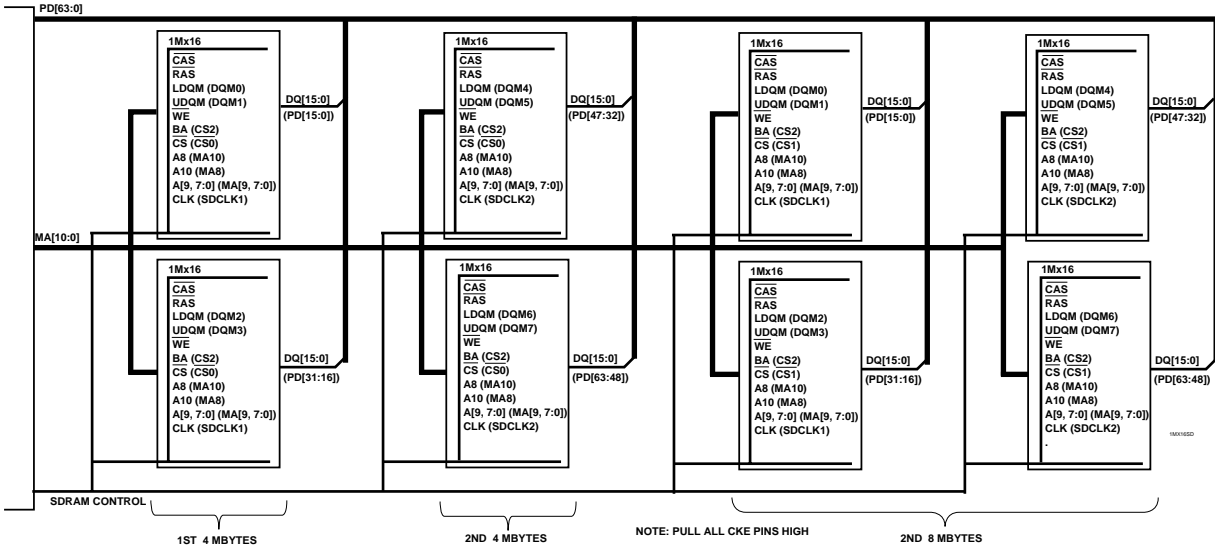 PD[63:0]
1Mx16
CAS
RAS
LDQM (DQM0)
UDQM (DQM1)
WE
BA (CS2)
CS (CS0)
A8 (MA10)
A10 (MA8)
A[9, 7:0] (MA[9, 7:0])
CLK (SDCLK1)
DQ[15:0]
(PD[15:0])
1Mx16
CAS
RAS
LDQM (DQM4)
UDQM (DQM5)
WE
BA (CS2)
CS (CS0)
A8 (MA10)
A10 (MA8)
A[9, 7:0] (MA[9, 7:0])
CLK (SDCLK2)
DQ[15:0]
(PD[47:32])
1Mx16
CAS
RAS
LDQM (DQM0)
UDQM (DQM1)
WE
BA (CS2)
CS (CS1)
A8 (MA10)
A10 (MA8)
A[9, 7:0] (MA[9, 7:0])
CLK (SDCLK1)
DQ[15:0]
(PD[15:0])
1Mx16
CAS
RAS
LDQM (DQM4)
UDQM (DQM5)
WE
BA (CS2)
CS (CS1)
A8 (MA10)
A10 (MA8)
A[9, 7:0] (MA[9, 7:0])
CLK (SDCLK2)
DQ[15:0]
(PD[47:32])
MA[10:0]
1Mx16
CAS
RAS
LDQM (DQM2)
UDQM (DQM3)
WE
BA (CS2)
CS (CS0)
A8 (MA10)
A10 (MA8)
A[9, 7:0] (MA[9, 7:0])
CLK (SDCLK1)
DQ[15:0]
(PD[31:16])
1Mx16
CAS
RAS
LDQM (DQM6)
UDQM (DQM7)
WE
BA (CS2)
CS (CS0)
A8 (MA10)
A10 (MA8)
A[9, 7:0] (MA[9, 7:0])
CLK (SDCLK2)
DQ[15:0]
(PD[63:48])
1Mx16
CAS
RAS
LDQM (DQM2)
UDQM (DQM3)
WE
BA (CS2)
CS (CS1)
A8 (MA10)
A10 (MA8)
A[9, 7:0] (MA[9, 7:0])
CLK (SDCLK1)
DQ[15:0]
(PD[31:16])
1Mx16
CAS
RAS
LDQM (DQM6)
UDQM (DQM7)
WE
BA (CS2)
CS (CS1)
A8 (MA10)
A10 (MA8)
A[9, 7:0] (MA[9, 7:0])
CLK (SDCLK2)
.
DQ[15:0]
(PD[63:48])
1MX16SD
SDRAM CONTROL
1ST 4 MBYTES
2ND 4 MBYTES
NOTE: PULL ALL CKE PINS HIGH
2ND 8 MBYTES